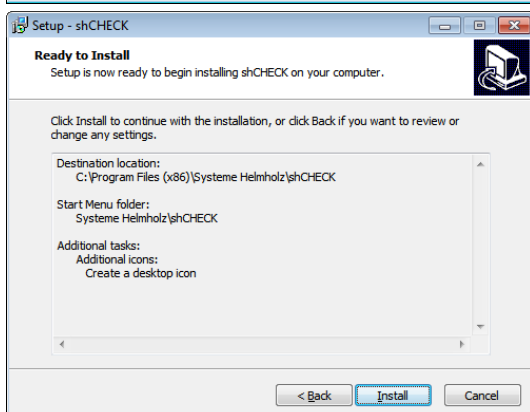 Setup - shCHECK
Ready to Install
Setup is now ready to begin installing shCHECK on your computer.
Click Install to continue with the installation, or click Back if you want to review or
change any settings.
Destination location:
C:\Program Files (x86)\Systeme Helmholz\shCHECK
Start Menu folder:
Systeme Helmholz\shCHECK
Additional tasks:
Additional icons:
Create a desktop icon
< Back
Install
Cancel